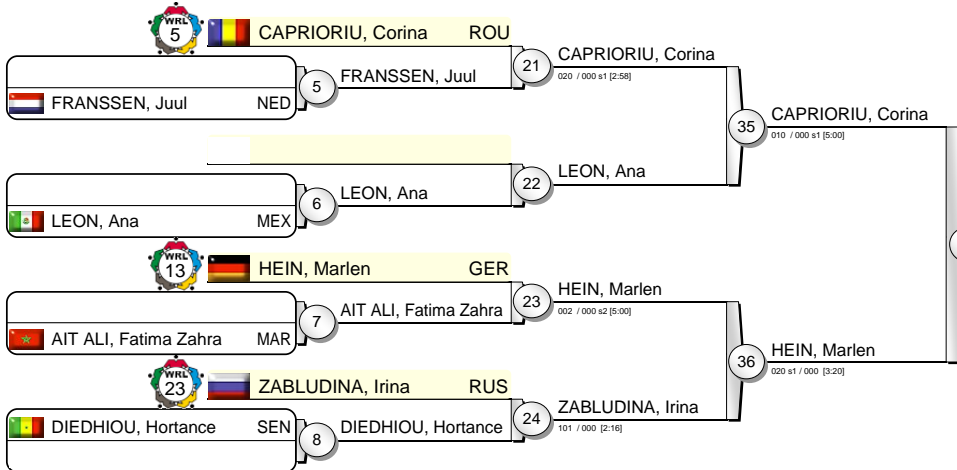 WRL
5
CAPRIORIU, Corina ROU
FRANSSEN, Juul NED
5
FRANSSEN, Juul
21
CAPRIORIU, Corina
020 / 000 s1 [2:58]
35
CAPRIORIU, Corina
010 / 000 s1 [5:00]
LEON, Ana MEX
6
LEON, Ana
22
LEON, Ana
WRL
13
HEIN, Marlen GER
AIT ALI, Fatima Zahra MAR
7
AIT ALI, Fatima Zahra
23
HEIN, Marlen
002 / 000 s2 [5:00]
36
HEIN, Marlen
020 s1 / 000 [3:20]
WRL
23
ZABLUDINA, Irina RUS
DIEDHIOU, Hortance SEN
8
DIEDHIOU, Hortance
24
ZABLUDINA, Irina
101 / 000 [2:16]